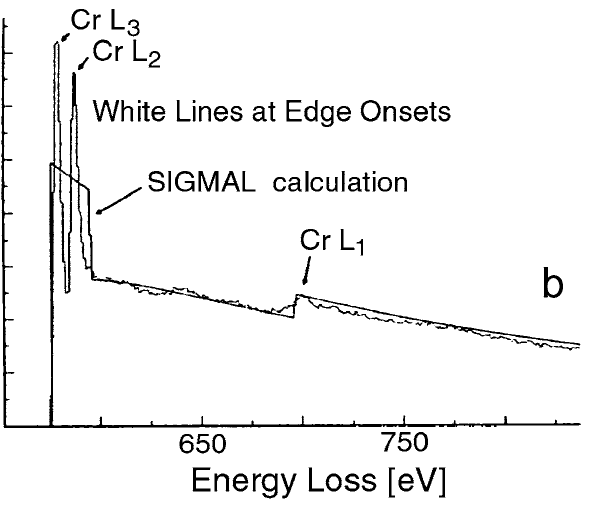 Cr L3
Cr L2
White Lines at Edge Onsets
SIGMAL calculation
Cr L1
b
650
750
Energy Loss [eV]